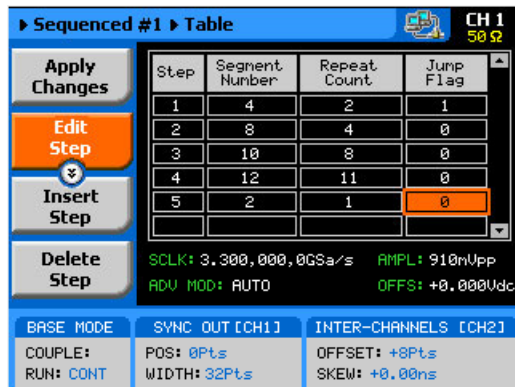 ▸ Sequenced #1 ▸ Table
CH 1
50 Ω
Apply Changes
Edit Step
Insert Step
Delete Step
Step Segment Number Repeat Count Jump Flag
1 4 2 1
2 8 4 0
3 10 8 0
4 12 11 0
5 2 1 0
SCLK: 3.300,000,0GSa/s AMPL: 910mVpp
ADV MOD: AUTO OFFS: +0.000Vdc
BASE MODE
COUPLE:
RUN: CONT
SYNC OUT [CH1]
POS: 0Pts
WIDTH: 32Pts
INTER-CHANNELS [CH2]
OFFSET: +8Pts
SKEW: +0.00ns